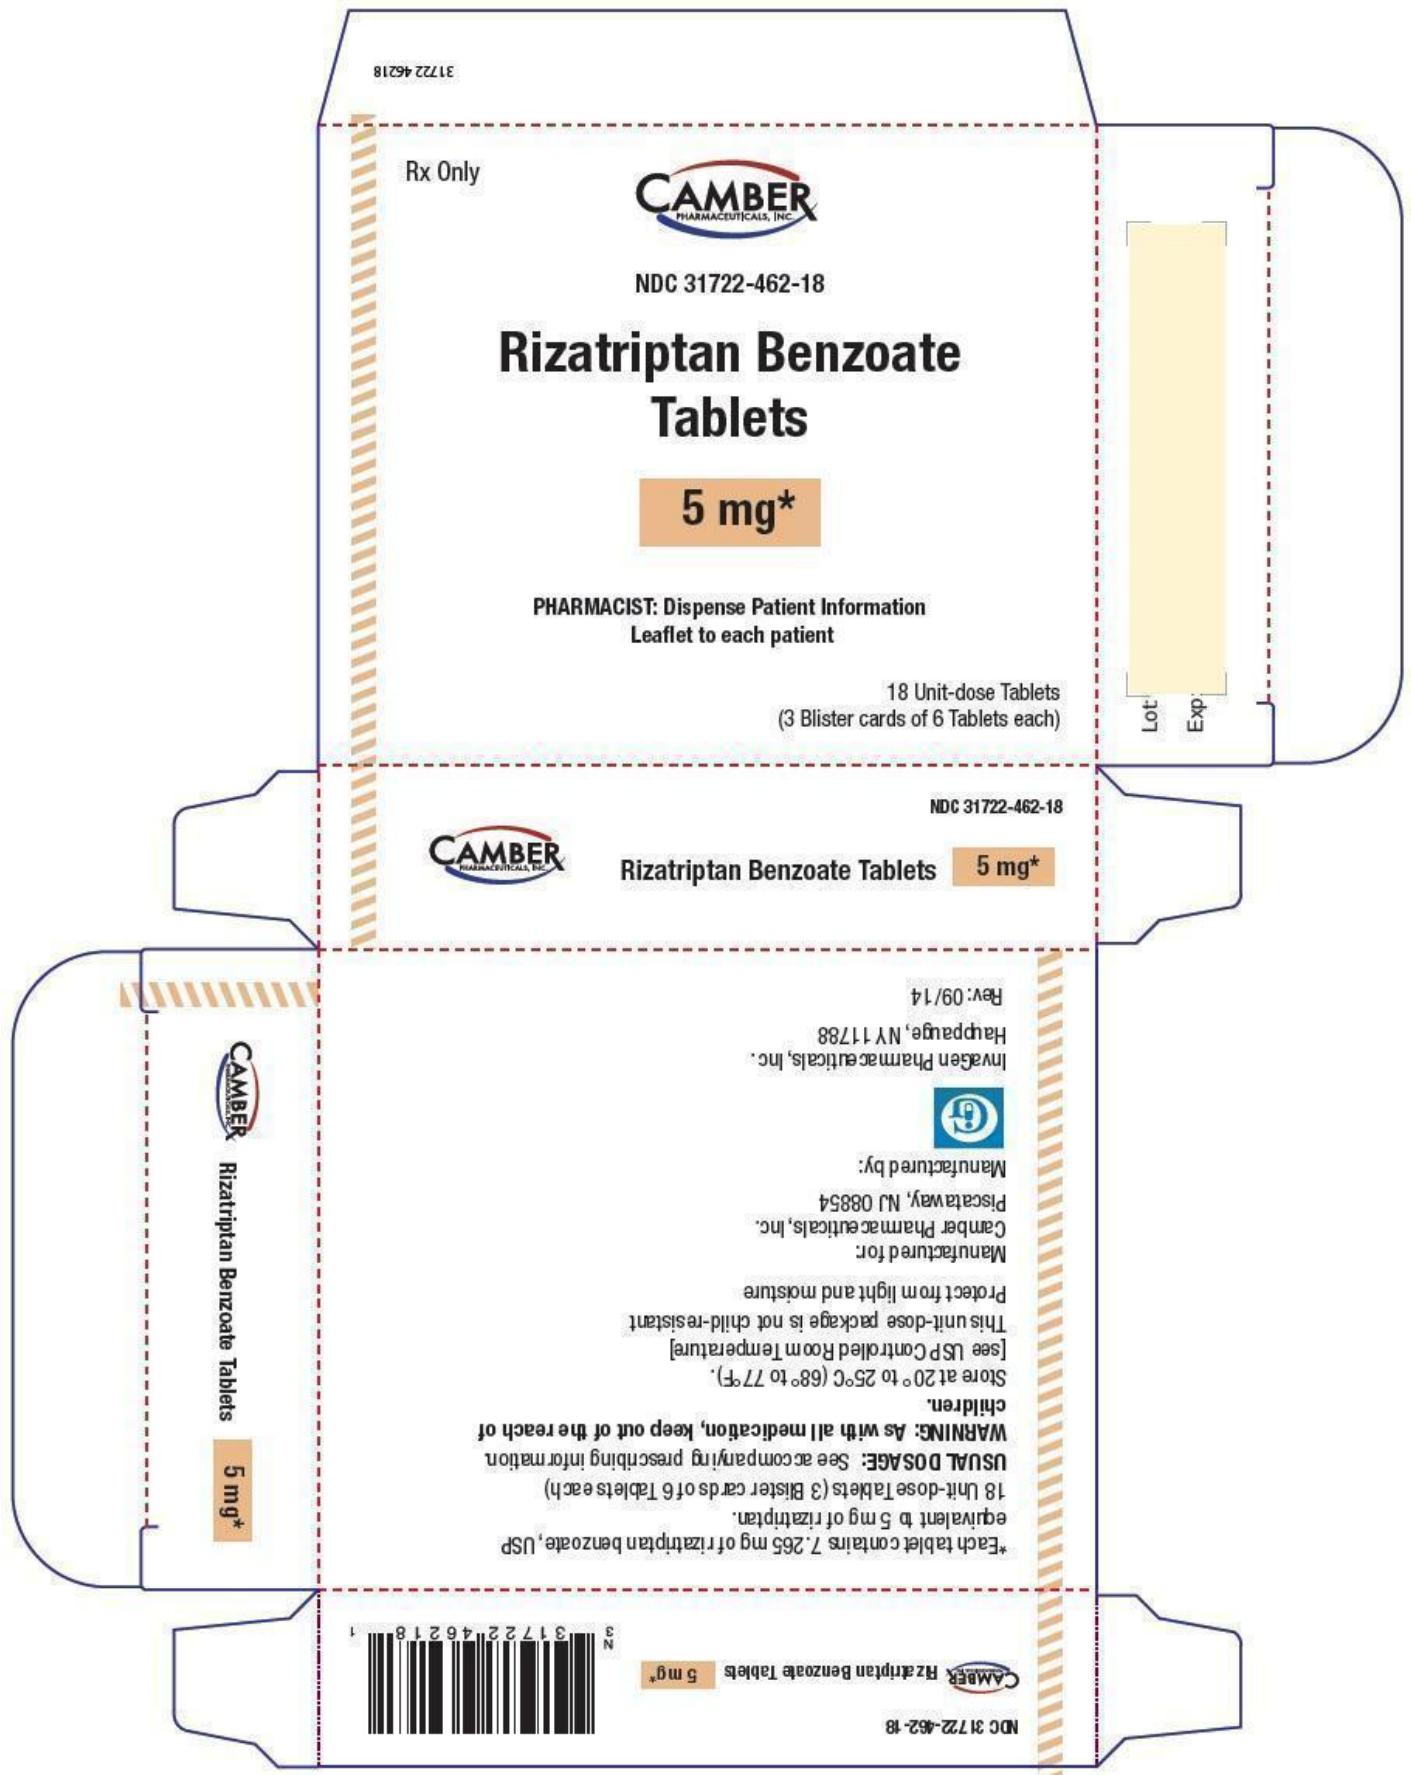 31722 46218
Rx Only
CAMBER
PHARMACEUTICALS, INC.
NDC 31722-462-18
Rizatriptan Benzoate
Tablets
5 mg*
PHARMACIST: Dispense Patient Information
Leaflet to each patient
18 Unit-dose Tablets
(3 Blister cards of 6 Tablets each)
Lot
Exp
NDC 31722-462-18
CAMBER
PHARMACEUTICALS, INC.
Rizatriptan Benzoate Tablets 5 mg*
CAMBER
PHARMACEUTICALS, INC.
Rizatriptan Benzoate Tablets 5 mg*
*Each tablet contains 7.265 mg of rizatriptan benzoate, USP
equivalent to 5 mg of rizatriptan.
18 Unit-dose Tablets (3 Blister cards of 6 Tablets each)
USUAL DOSAGE: See accompanying prescribing information.
WARNING: As with all medication, keep out of the reach of
children.
Store at 20° to 25°C (68° to 77°F).
[see USP Controlled Room Temperature]
This unit-dose package is not child-resistant
Protect from light and moisture
Manufactured for:
Camber Pharmaceuticals, Inc.
Piscataway, NJ 08854
Manufactured by:
InvaGen Pharmaceuticals, Inc.
Hauppauge, NY 11788
Rev: 09/14
NDC 31722-462-18
CAMBER
Rizatriptan Benzoate Tablets 5 mg*
N
3 31722 46218 1